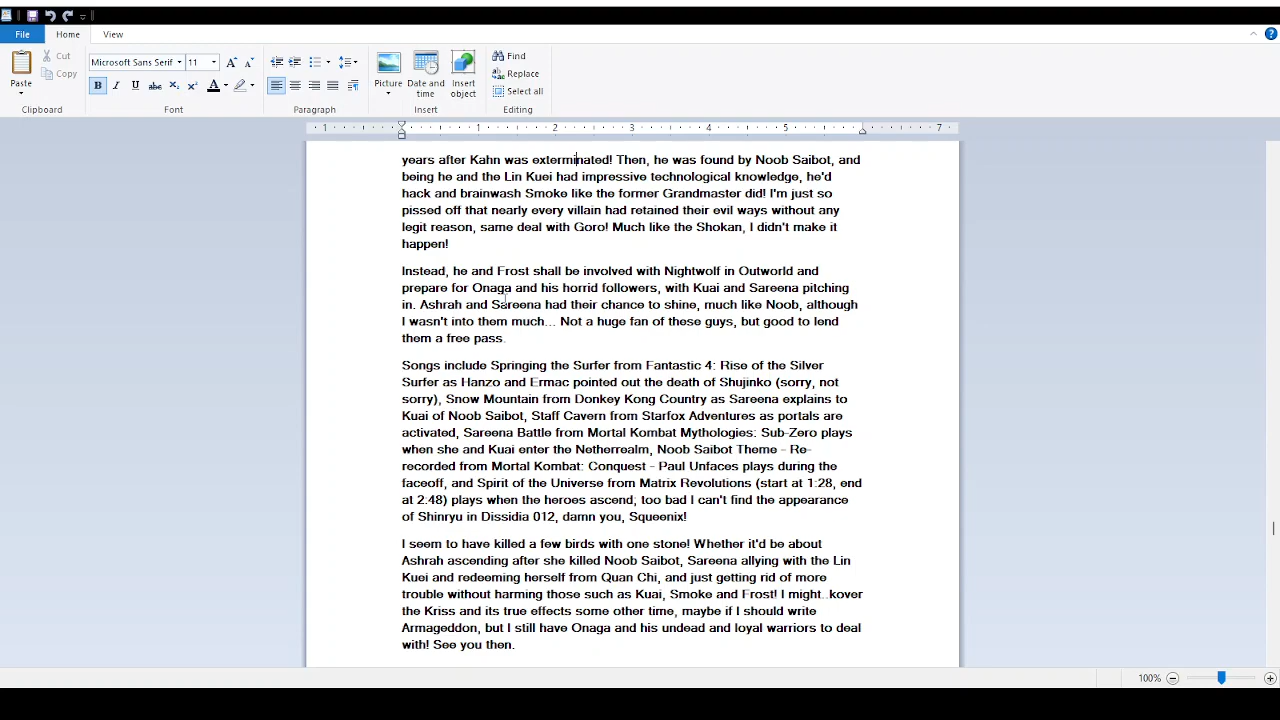 File Home View
Paste Cut Copy Clipboard
Microsoft Sans Serif 11 A A
B I U abc X₂ X² A Font
Paragraph
Picture Date and time Insert object Insert
Find
Replace
Select all
Editing
1 1 2 3 4 5 7
years after Kahn was exterminated! Then, he was found by Noob Saibot, and
being he and the Lin Kuei had impressive technological knowledge, he'd
hack and brainwash Smoke like the former Grandmaster did! I'm just so
pissed off that nearly every villain had retained their evil ways without any
legit reason, same deal with Goro! Much like the Shokan, I didn't make it
happen!
Instead, he and Frost shall be involved with Nightwolf in Outworld and
prepare for Onaga and his horrid followers, with Kuai and Sareena pitching
in. Ashrah and Sareena had their chance to shine, much like Noob, although
I wasn't into them much... Not a huge fan of these guys, but good to lend
them a free pass.
Songs include Springing the Surfer from Fantastic 4: Rise of the Silver
Surfer as Hanzo and Ermac pointed out the death of Shujinko (sorry, not
sorry), Snow Mountain from Donkey Kong Country as Sareena explains to
Kuai of Noob Saibot, Staff Cavern from Starfox Adventures as portals are
activated, Sareena Battle from Mortal Kombat Mythologies: Sub-Zero plays
when she and Kuai enter the Netherrealm, Noob Saibot Theme - Re-
recorded from Mortal Kombat: Conquest - Paul Unfaces plays during the
faceoff, and Spirit of the Universe from Matrix Revolutions (start at 1:28, end
at 2:48) plays when the heroes ascend; too bad I can't find the appearance
of Shinryu in Dissidia 012, damn you, Squeenix!
I seem to have killed a few birds with one stone! Whether it'd be about
Ashrah ascending after she killed Noob Saibot, Sareena allying with the Lin
Kuei and redeeming herself from Quan Chi, and just getting rid of more
trouble without harming those such as Kuai, Smoke and Frost! I might..kover
the Kriss and its true effects some other time, maybe if I should write
Armageddon, but I still have Onaga and his undead and loyal warriors to deal
with! See you then.
100%